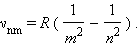 ν_nm = R ( 1/m² − 1/n² ) .